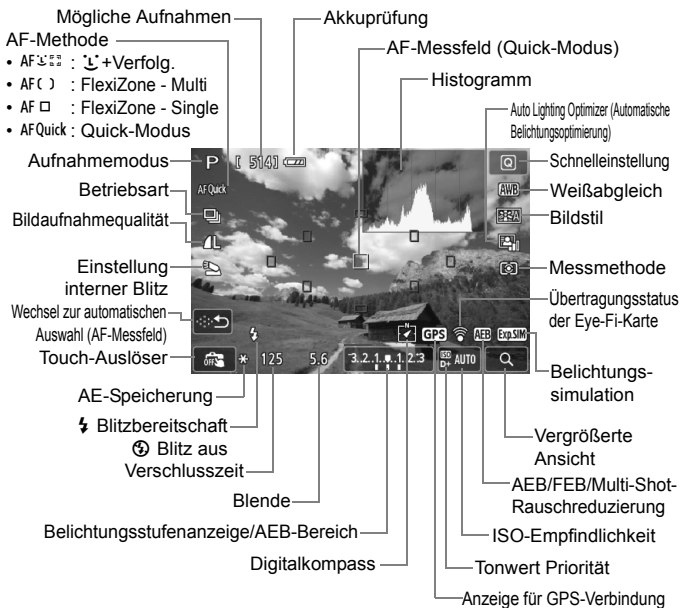 Mögliche Aufnahmen
Akkuprüfung
AF-Methode
• AF : +Verfolg.
• AF( ) : FlexiZone - Multi
• AF □ : FlexiZone - Single
• AFQuick : Quick-Modus
AF-Messfeld (Quick-Modus)
Histogramm
Auto Lighting Optimizer (Automatische
Belichtungsoptimierung)
Aufnahmemodus
Betriebsart
Bildaufnahmequalität
Einstellung
interner Blitz
Wechsel zur automatischen
Auswahl (AF-Messfeld)
Touch-Auslöser
P [ 514]
AF Quick
L
OFF
* 125 5.6 -3..2..1..0..1..2.:3 ISO D+ AUTO
GPS AEB Exp.SIM
Q
AWB
Schnelleinstellung
Weißabgleich
Bildstil
Messmethode
Übertragungsstatus
der Eye-Fi-Karte
Belichtungs-
simulation
AE-Speicherung
Blitzbereitschaft
Blitz aus
Verschlusszeit
Blende
Belichtungsstufenanzeige/AEB-Bereich
Digitalkompass
Vergrößerte
Ansicht
AEB/FEB/Multi-Shot-
Rauschreduzierung
ISO-Empfindlichkeit
Tonwert Priorität
Anzeige für GPS-Verbindung